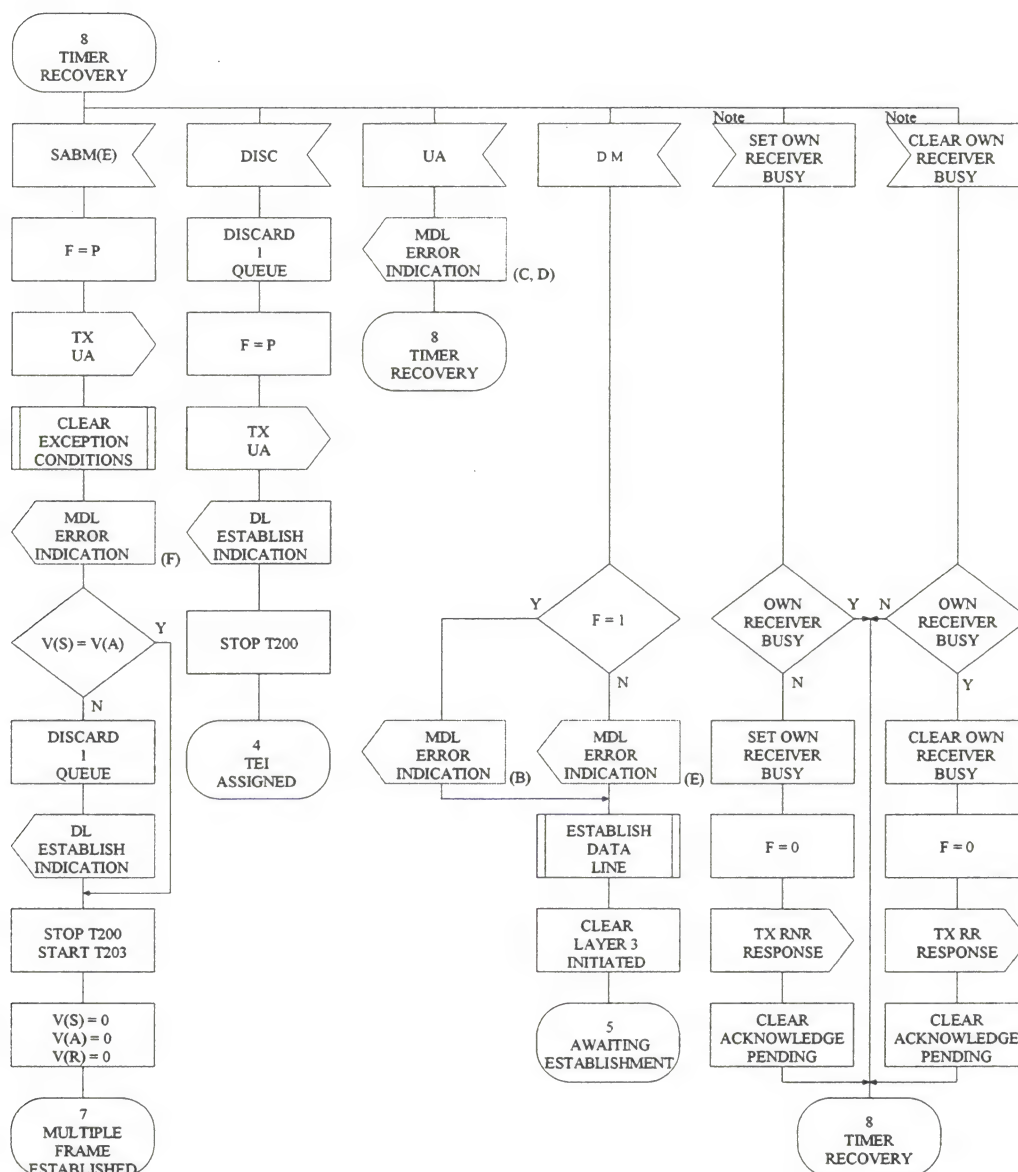 8
TIMER
RECOVERY
SABM(E)
F = P
TX
UA
CLEAR
EXCEPTION
CONDITIONS
MDL
ERROR
INDICATION
(F)
V(S) = V(A)
Y
N
DISCARD
1
QUEUE
DL
ESTABLISH
INDICATION
STOP T200
START T203
V(S) = 0
V(A) = 0
V(R) = 0
7
MULTIPLE
FRAME
ESTABLISHED
DISC
DISCARD
1
QUEUE
F = P
TX
UA
DL
ESTABLISH
INDICATION
STOP T200
4
TEI
ASSIGNED
UA
MDL
ERROR
INDICATION
(C, D)
8
TIMER
RECOVERY
D M
F = 1
Y
N
MDL
ERROR
INDICATION
(B)
MDL
ERROR
INDICATION
(E)
ESTABLISH
DATA
LINE
CLEAR
LAYER 3
INITIATED
5
AWAITING
ESTABLISHMENT
Note
SET OWN
RECEIVER
BUSY
OWN
RECEIVER
BUSY
Y
N
SET OWN
RECEIVER
BUSY
F = 0
TX RNR
RESPONSE
CLEAR
ACKNOWLEDGE
PENDING
Note
CLEAR OWN
RECEIVER
BUSY
N
OWN
RECEIVER
BUSY
Y
CLEAR OWN
RECEIVER
BUSY
F = 0
TX RR
RESPONSE
CLEAR
ACKNOWLEDGE
PENDING
8
TIMER
RECOVERY